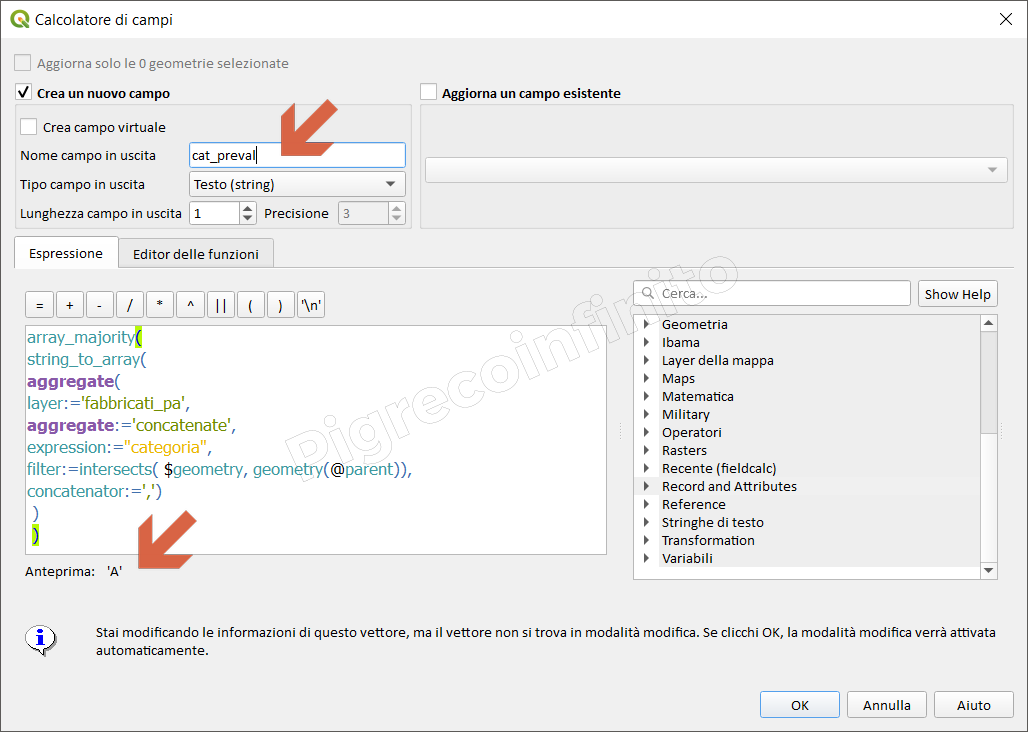 Calcolatore di campi
Aggiorna solo le 0 geometrie selezionate
Crea un nuovo campo
Aggiorna un campo esistente
Crea campo virtuale
Nome campo in uscita cat_preval
Tipo campo in uscita Testo (string)
Lunghezza campo in uscita 1 Precisione 3
Espressione Editor delle funzioni
= + - / * ^ || ( ) '\n'
Cerca... Show Help
array_majority(
string_to_array(
aggregate(
layer:='fabbricati_pa',
aggregate:='concatenate',
expression:="categoria",
filter:=intersects( $geometry, geometry(@parent)),
concatenator:=',')
)
)
Geometria
Ibama
Layer della mappa
Maps
Matematica
Military
Operatori
Rasters
Recente (fieldcalc)
Record and Attributes
Reference
Stringhe di testo
Transformation
Variabili
Pigrecoinfinito
Anteprima: 'A'
Stai modificando le informazioni di questo vettore, ma il vettore non si trova in modalità modifica. Se clicchi OK, la modalità modifica verrà attivata
automaticamente.
OK Annulla Aiuto